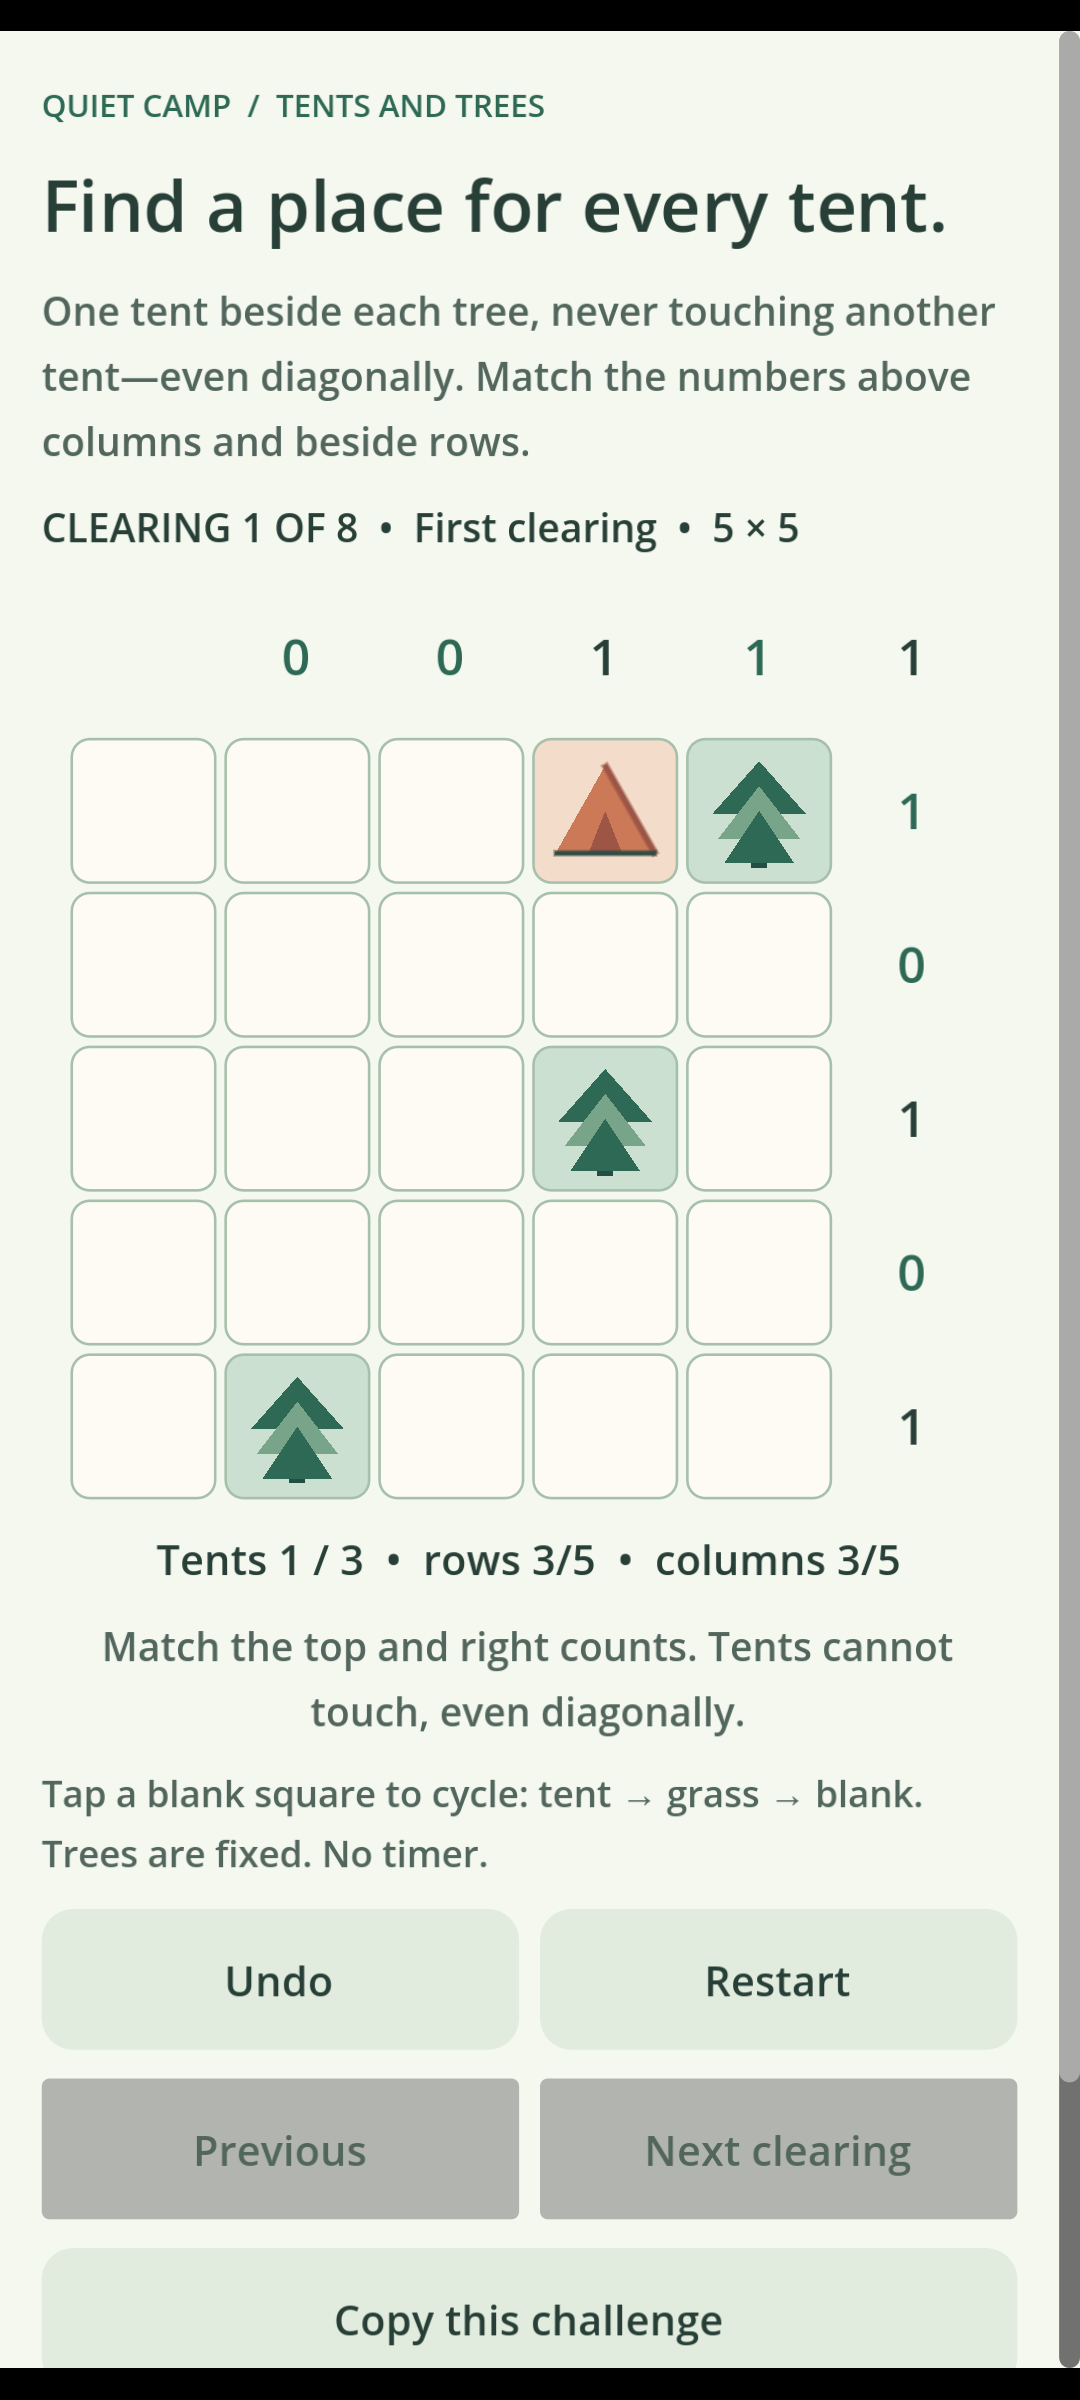 QUIET CAMP / TENTS AND TREES
Find a place for every tent.
One tent beside each tree, never touching another
tent—even diagonally. Match the numbers above
columns and beside rows.
CLEARING 1 OF 8 • First clearing • 5 × 5
0 0 1 1 1
1
0
1
0
1
Tents 1 / 3 • rows 3/5 • columns 3/5
Match the top and right counts. Tents cannot
touch, even diagonally.
Tap a blank square to cycle: tent → grass → blank.
Trees are fixed. No timer.
Undo Restart
Previous Next clearing
Copy this challenge